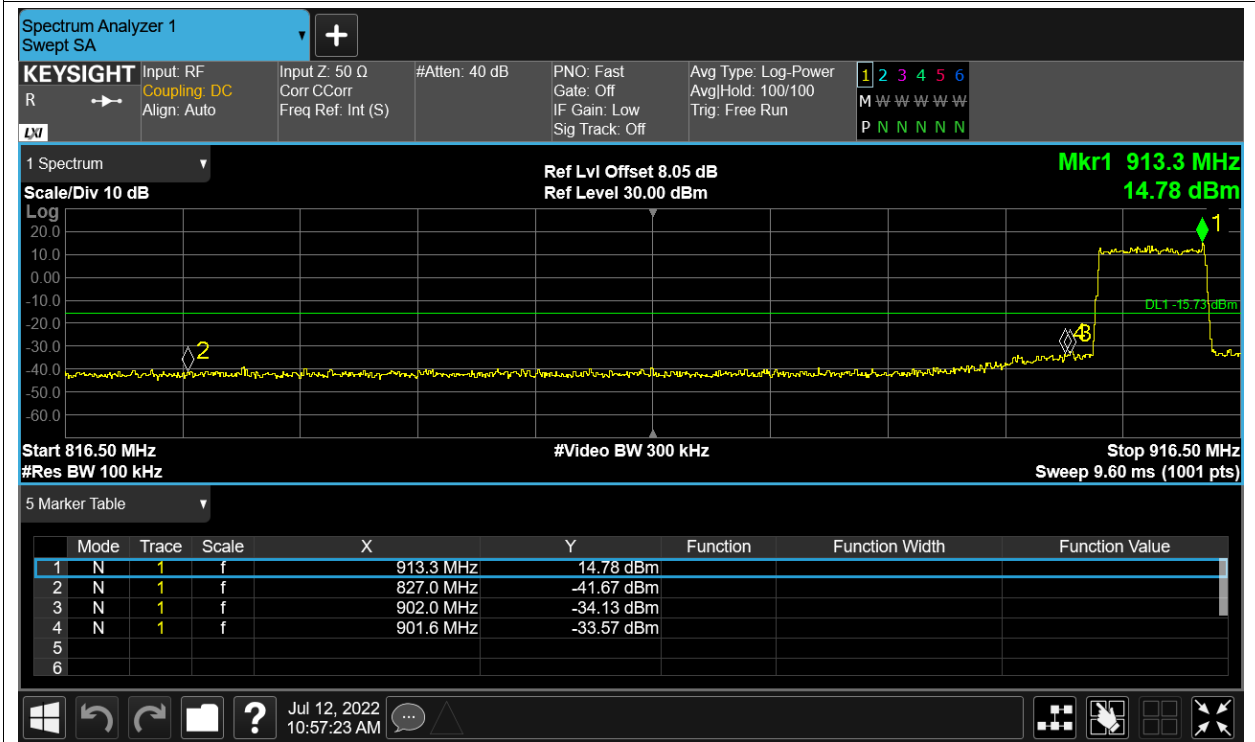 Spectrum Analyzer 1
Swept SA
+
KEYSIGHT
R
LXI
Input: RF
Coupling: DC
Align: Auto
Input Z: 50 Ω
Corr CCorr
Freq Ref: Int (S)
#Atten: 40 dB
PNO: Fast
Gate: Off
IF Gain: Low
Sig Track: Off
Avg Type: Log-Power
Avg|Hold: 100/100
Trig: Free Run
1 2 3 4 5 6
M W W W W W
P N N N N N
1 Spectrum
Scale/Div 10 dB
Ref Lvl Offset 8.05 dB
Ref Level 30.00 dBm
Mkr1 913.3 MHz
14.78 dBm
Log
20.0
10.0
0.00
-10.0
-20.0
-30.0
-40.0
-50.0
-60.0
1
DL1 -15.73 dBm
2
4
3
Start 816.50 MHz
#Video BW 300 kHz
Stop 916.50 MHz
#Res BW 100 kHz
Sweep 9.60 ms (1001 pts)
5 Marker Table
Mode Trace Scale X Y Function Function Width Function Value
1 N 1 f 913.3 MHz 14.78 dBm
2 N 1 f 827.0 MHz -41.67 dBm
3 N 1 f 902.0 MHz -34.13 dBm
4 N 1 f 901.6 MHz -33.57 dBm
5
6
?
Jul 12, 2022
10:57:23 AM